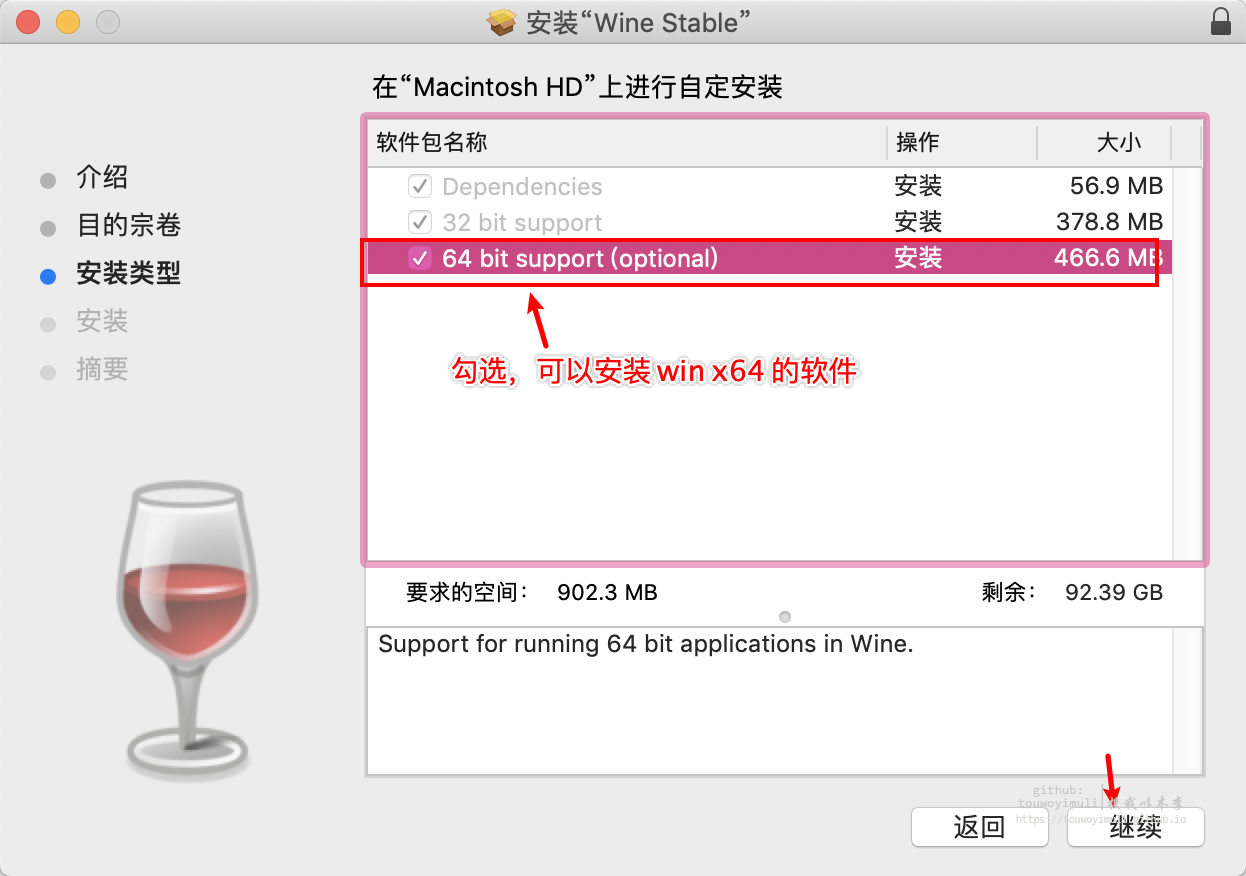 安装“Wine Stable”
在“Macintosh HD”上进行自定安装
介绍
目的宗卷
安装类型
安装
摘要
软件包名称 操作 大小
Dependencies 安装 56.9 MB
32 bit support 安装 378.8 MB
64 bit support (optional) 安装 466.6 MB
勾选，可以安装 win x64 的软件
要求的空间： 902.3 MB 剩余： 92.39 GB
Support for running 64 bit applications in Wine.
github:
touwoyimuli
https://touwoyimuli.github.io
返回 继续